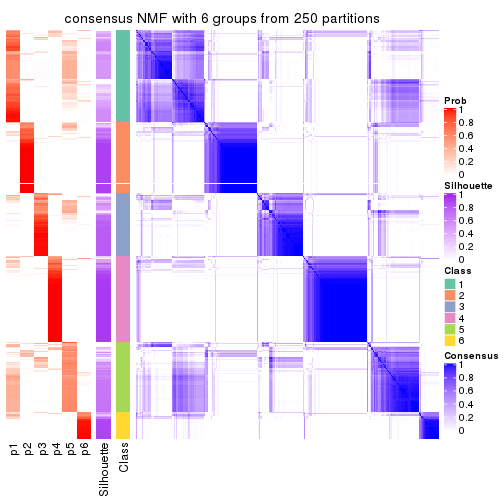 consensus NMF with 6 groups from 250 partitions
Prob
1
0.8
0.6
0.4
0.2
0
Silhouette
1
0.8
0.6
0.4
0.2
0
Class
1
2
3
4
5
6
Consensus
1
0.8
0.6
0.4
0.2
0
p1
p2
p3
p4
p5
p6
Silhouette
Class